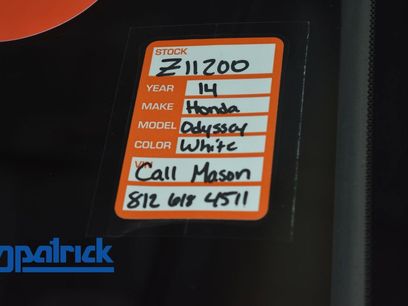 STOCK
Z11200
YEAR 14
MAKE Honda
MODEL Odyssey
COLOR White
VIN
Call Mason
812 618 4511
patrick